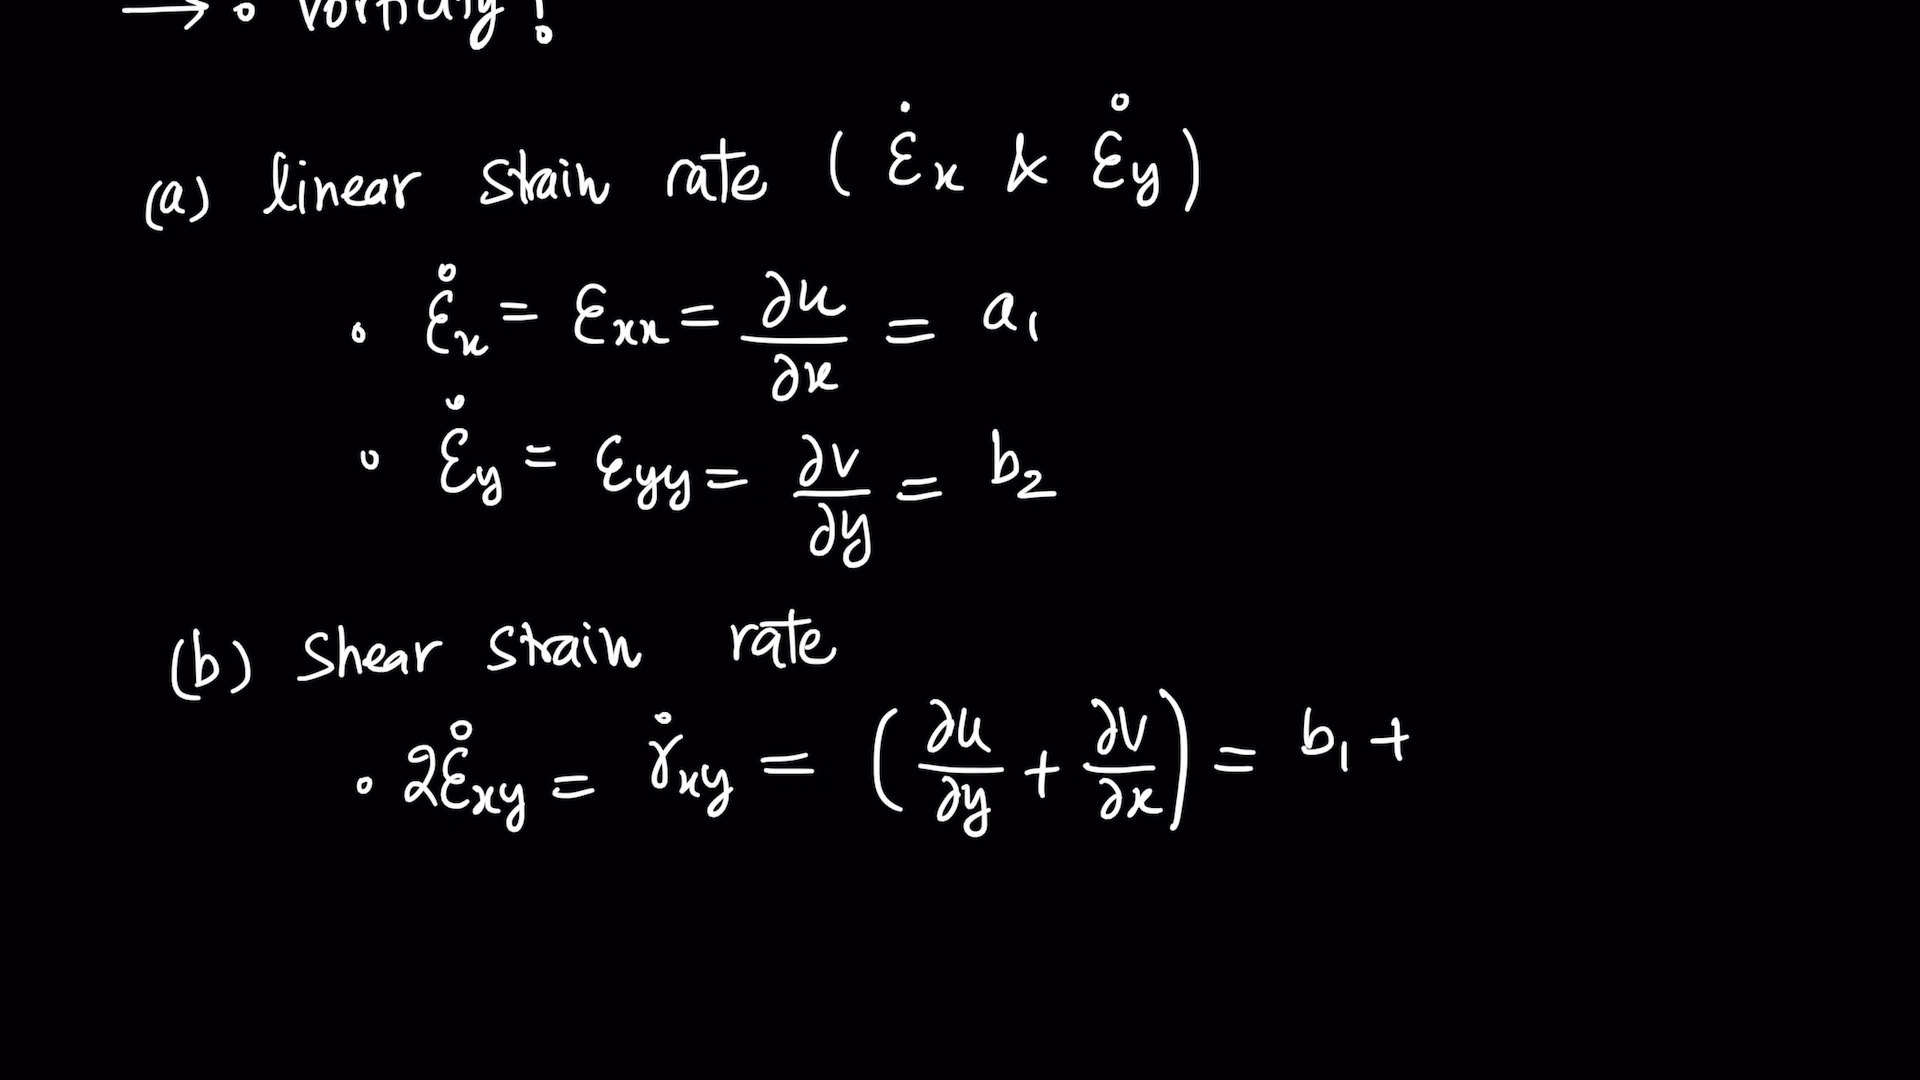 → • vorticity !
(a) linear strain rate ( ε̇x & ε̇y )
• ε̇x = εxx = ∂u/∂x = a₁
• ε̇y = εyy = ∂v/∂y = b₂
(b) Shear strain rate
• 2ε̇xy = γ̇xy = ( ∂u/∂y + ∂v/∂x ) = b₁ +